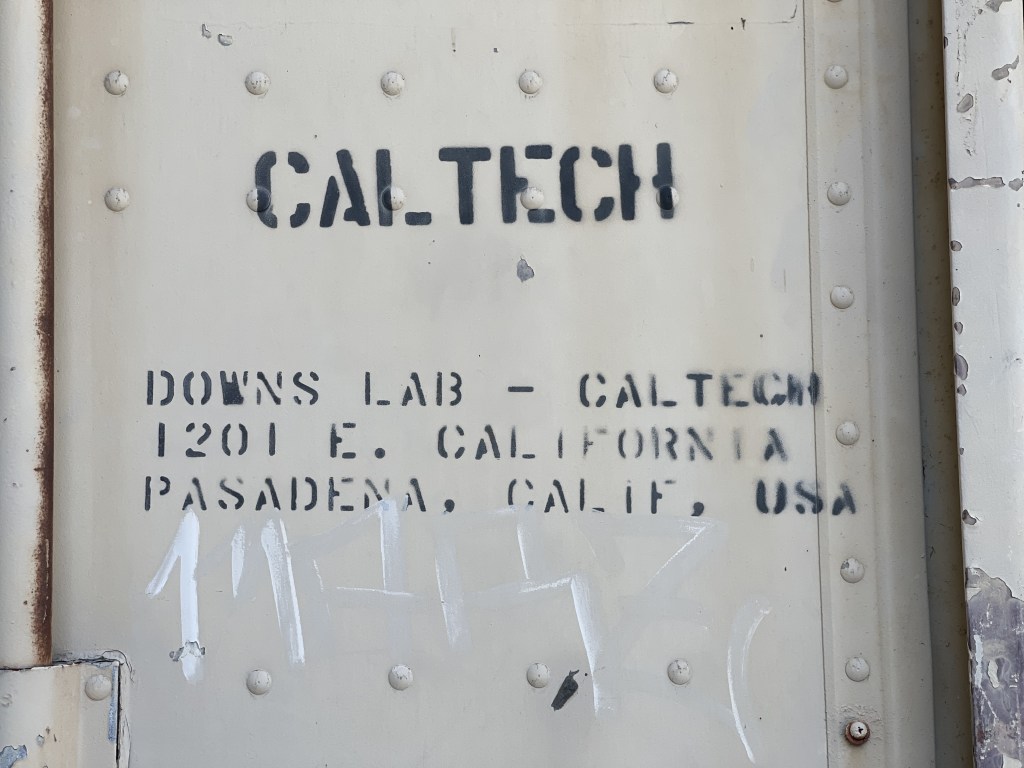 CALTECH
DOWNS LAB - CALTECH
1201 E. CALIFORNIA
PASADENA, CALIF, USA